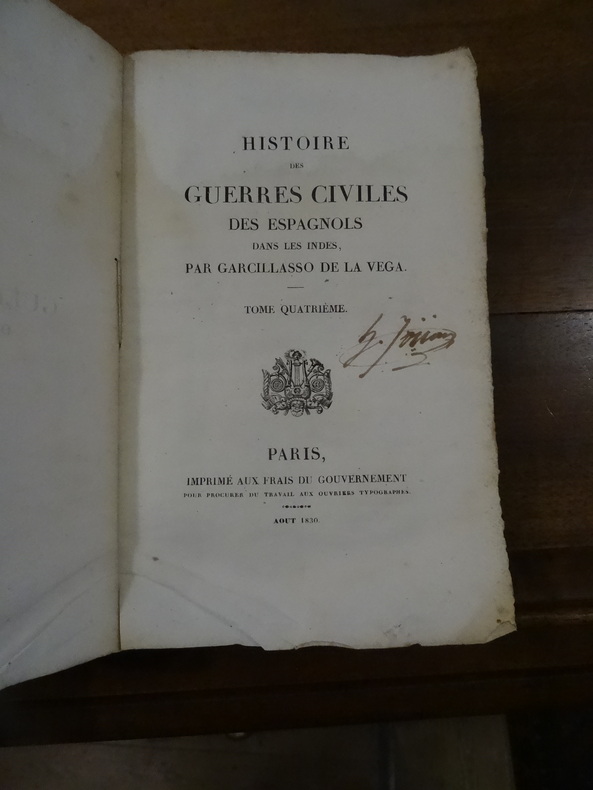 HISTOIRE
DES
GUERRES CIVILES
DES ESPAGNOLS
DANS LES INDES,
PAR GARCILLASSO DE LA VEGA.
TOME QUATRIÈME.
PARIS,
IMPRIMÉ AUX FRAIS DU GOUVERNEMENT
POUR PROCURER DU TRAVAIL AUX OUVRIERS TYPOGRAPHES.
AOUT 1830